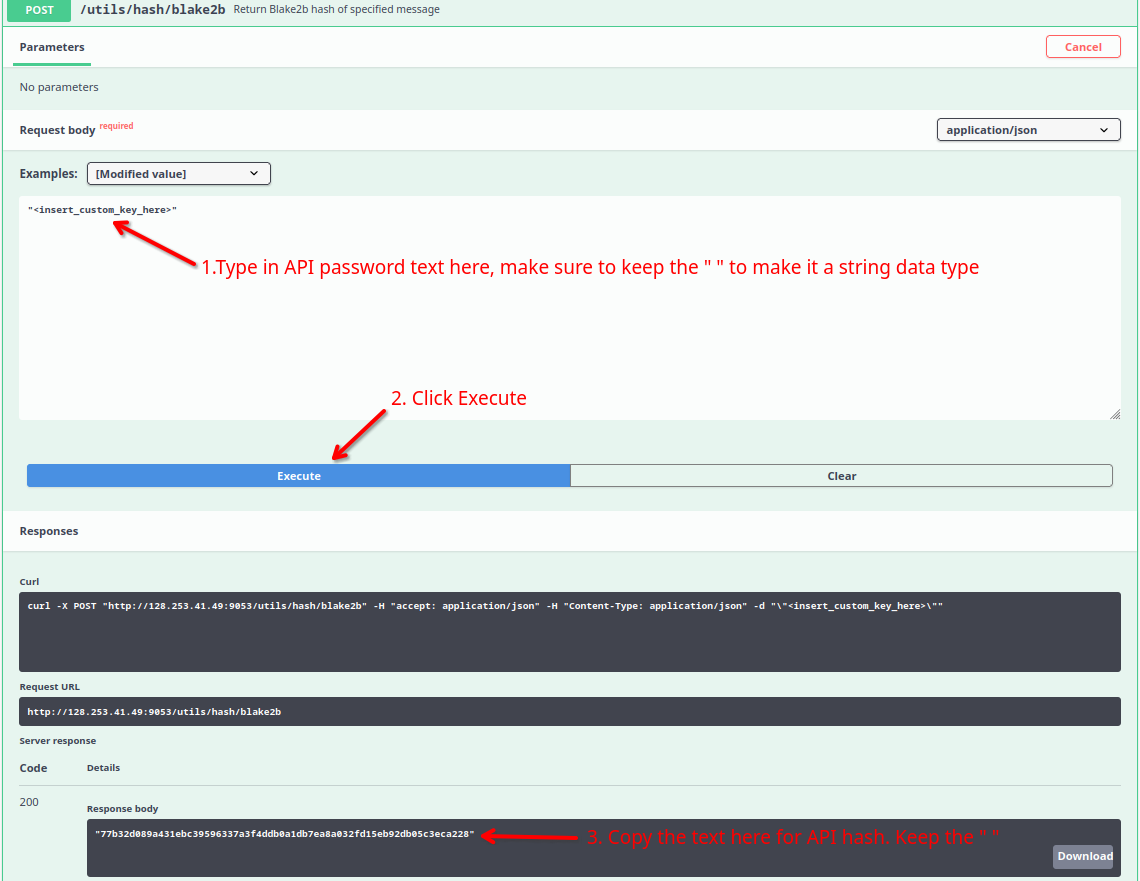 POST /utils/hash/blake2b Return Blake2b hash of specified message
Parameters
Cancel
No parameters
Request body required
application/json
Examples: [Modified value]
"<insert_custom_key_here>"
1.Type in API password text here, make sure to keep the " " to make it a string data type
2. Click Execute
Execute
Clear
Responses
Curl
curl -X POST "http://128.253.41.49:9053/utils/hash/blake2b" -H "accept: application/json" -H "Content-Type: application/json" -d "\"<insert_custom_key_here>\""
Request URL
http://128.253.41.49:9053/utils/hash/blake2b
Server response
Code Details
200
Response body
"77b32d089a431ebc39596337a3f4ddb0a1db7ea8a032fd15eb92db05c3eca228"
3. Copy the text here for API hash. Keep the " "
Download